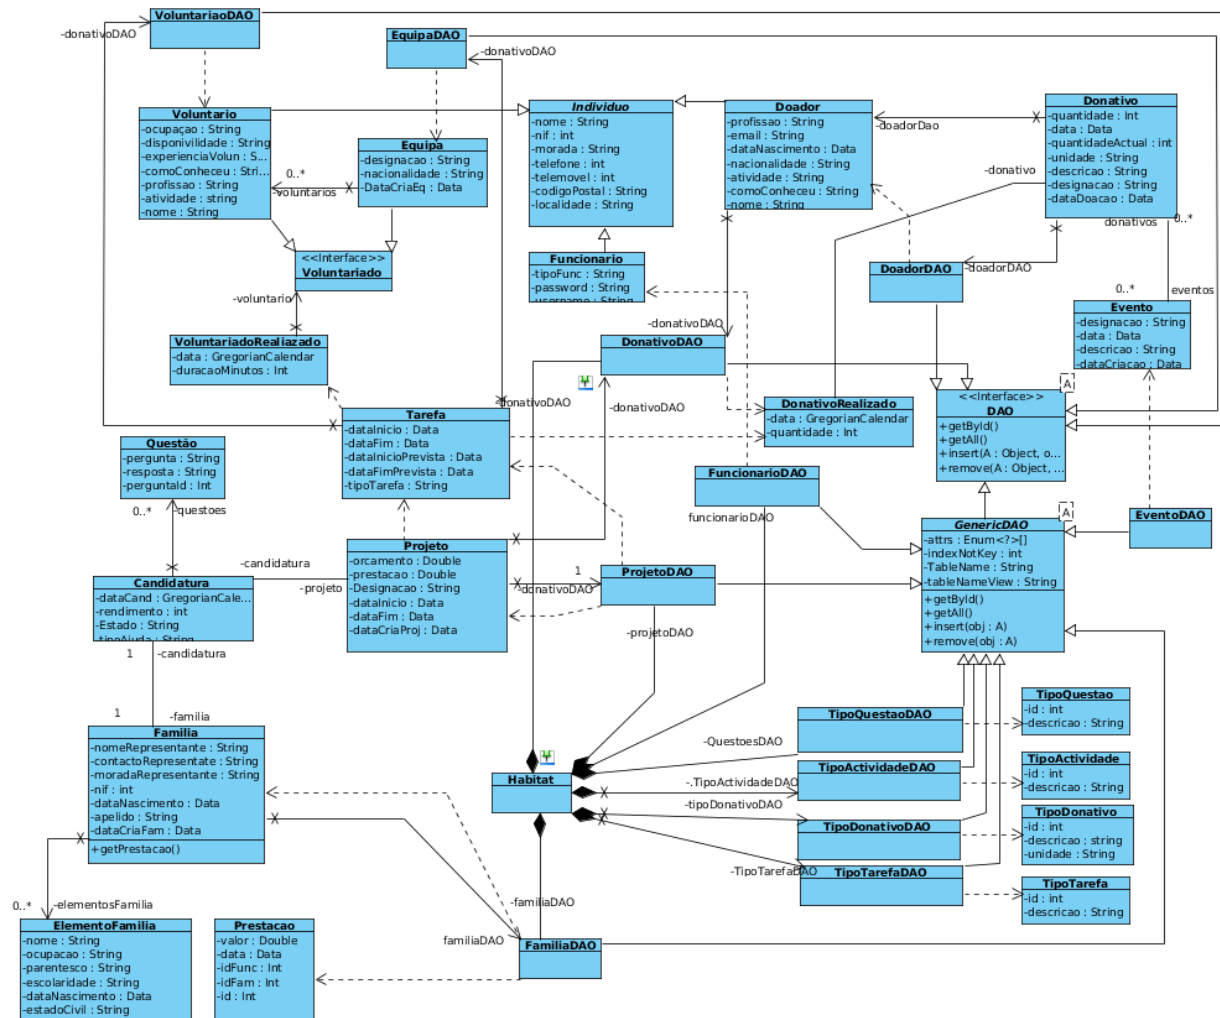 VoluntariaoDAO
-donativoDAO
EquipaDAO
-donativoDAO
Voluntario
-ocupaçao : String
-disponivilidade : String
-experienciaVolun : S...
-comoConheceu : Stri...
-profissao : String
-atividade : string
-nome : String
Equipa
-designacao : String
-nacionalidade : String
-DataCriaEq : Data
0..*
-voluntarios
Individuo
-nome : String
-nif : int
-morada : String
-telefone : int
-telemovel : int
-codigoPostal : String
-localidade : String
Doador
-profissao : String
-email : String
-dataNascimento : Data
-nacionalidade : String
-atividade : String
-comoConheceu : String
-nome : String
-doadorDao
Donativo
-quantidade : Int
-data : Data
-quantidadeActual : int
-unidade : String
-descricao : String
-designacao : String
-dataDoacao : Data
-donativo
donativos
0..*
<<Interface>>
Voluntariado
-voluntario
Funcionario
-tipoFunc : String
-password : String
-username : String
DoadorDAO
-doadorDAO
0..*
eventos
Evento
-designacao : String
-data : Data
-descricao : String
-dataCriacao : Data
VoluntariadoRealiazado
-data : GregorianCalendar
-duracaoMinutos : Int
-donativoDAO
DonativoDAO
DonativoRealizado
-data : GregorianCalendar
-quantidade : Int
A
<<Interface>>
DAO
+getById()
+getAll()
+insert(A : Object, o...
+remove(A : Object, ...
-donativoDAO
-donativoDAO
Tarefa
-dataInicio : Data
-dataFim : Data
-dataInicioPrevista : Data
-dataFimPrevista : Data
-tipoTarefa : String
Questão
-pergunta : String
-resposta : String
-perguntaId : Int
0..*
-questoes
FuncionarioDAO
funcionarioDAO
A
GenericDAO
-attrs : Enum<?>[]
-indexNotKey : int
-TableName : String
-tableNameView : String
+getById()
+getAll()
+insert(obj : A)
+remove(obj : A)
EventoDAO
Projeto
-orcamento : Double
-prestacao : Double
-Designacao : String
-dataInicio : Data
-dataFim : Data
-dataCriaProj : Data
-candidatura
-projeto
1
-donativoDAO
ProjetoDAO
-projetoDAO
Candidatura
-dataCand : GregorianCale...
-rendimento : int
-Estado : String
-tipoAjuda : String
1
-candidatura
1
-familia
Familia
-nomeRepresentante : String
-contactoRepresentate : String
-moradaRepresentante : String
-nif : int
-dataNascimento : Data
-apelido : String
-dataCriaFam : Data
+getPrestacao()
Habitat
-QuestoesDAO
-.TipoActividadeDAO
-tipoDonativoDAO
-TipoTarefaDAO
TipoQuestaoDAO
TipoActividadeDAO
TipoDonativoDAO
TipoTarefaDAO
TipoQuestao
-id : int
-descricao : String
TipoActividade
-id : int
-descricao : String
TipoDonativo
-id : int
-descricao : string
-unidade : String
TipoTarefa
-id : int
-descricao : String
0..*
-elementosFamilia
ElementoFamilia
-nome : String
-ocupacao : String
-parentesco : String
-escolaridade : String
-dataNascimento : Data
-estadoCivil : String
Prestacao
-valor : Double
-data : Data
-idFunc : Int
-idFam : Int
-id : Int
-familiaDAO
familiaDAO
FamiliaDAO